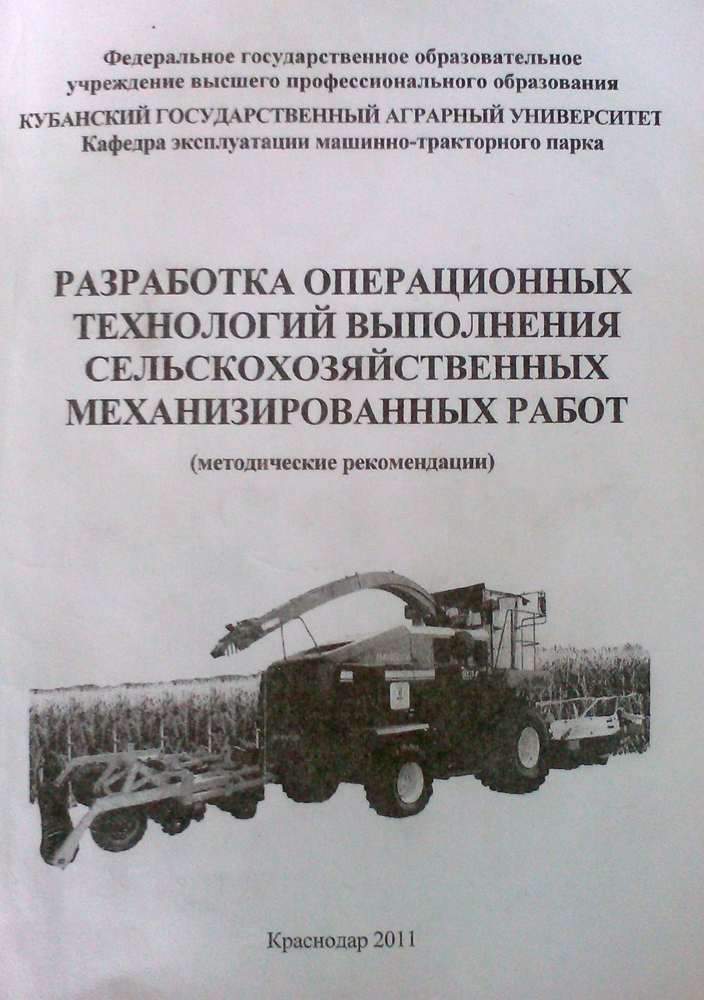 Федеральное государственное образовательное
учреждение высшего профессионального образования
КУБАНСКИЙ ГОСУДАРСТВЕННЫЙ АГРАРНЫЙ УНИВЕРСИТЕТ
Кафедра эксплуатации машинно-тракторного парка
РАЗРАБОТКА ОПЕРАЦИОННЫХ
ТЕХНОЛОГИЙ ВЫПОЛНЕНИЯ
СЕЛЬСКОХОЗЯЙСТВЕННЫХ
МЕХАНИЗИРОВАННЫХ РАБОТ
(методические рекомендации)
Краснодар 2011